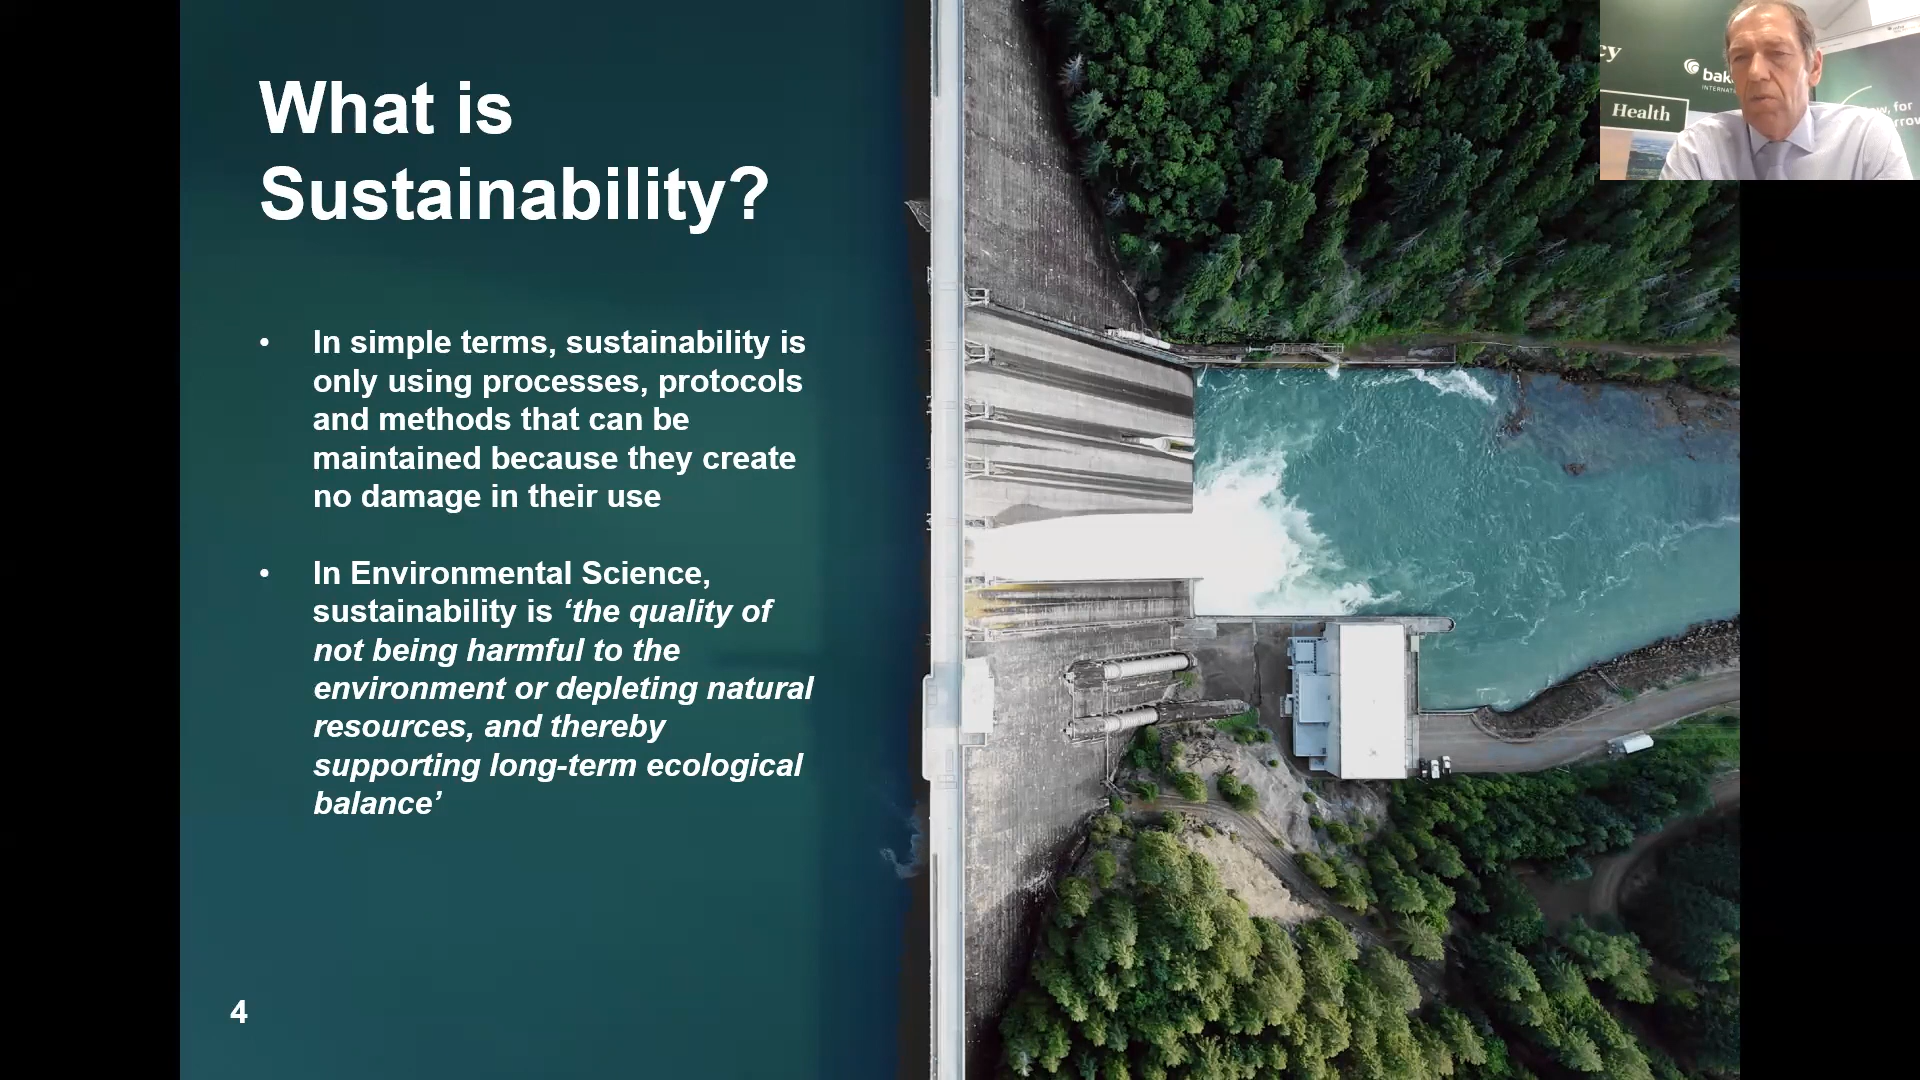 What is
Sustainability?
• In simple terms, sustainability is
only using processes, protocols
and methods that can be
maintained because they create
no damage in their use
• In Environmental Science,
sustainability is ‘the quality of
not being harmful to the
environment or depleting natural
resources, and thereby
supporting long-term ecological
balance’
4
Health
for